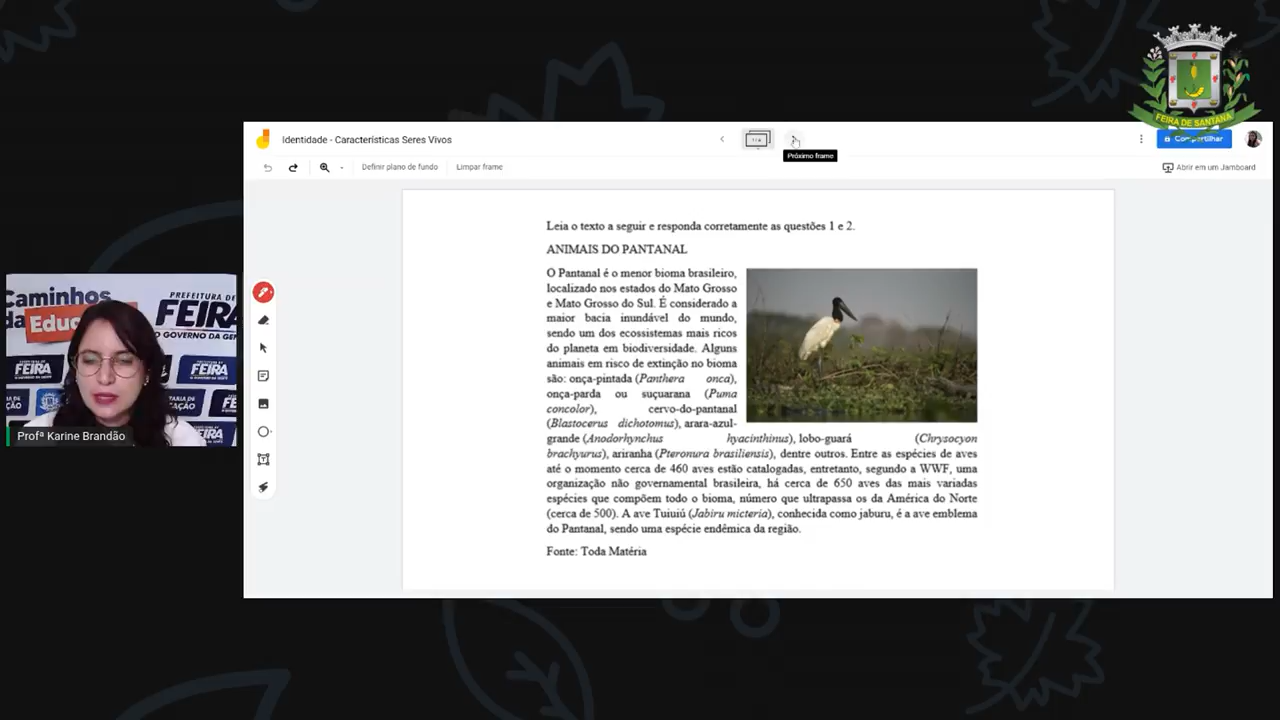 FEIRA DE SANTANA
Identidade - Características Seres Vivos
Próximo frame
Compartilhar
Definir plano de fundo
Limpar frame
Abrir em um Jamboard
Leia o texto a seguir e responda corretamente as questões 1 e 2.
ANIMAIS DO PANTANAL
O Pantanal é o menor bioma brasileiro,
localizado nos estados do Mato Grosso
e Mato Grosso do Sul. É considerado a
maior bacia inundável do mundo,
sendo um dos ecossistemas mais ricos
do planeta em biodiversidade. Alguns
animais em risco de extinção no bioma
são: onça-pintada (Panthera onca),
onça-parda ou suçuarana (Puma
concolor), cervo-do-pantanal
(Blastocerus dichotomus), arara-azul-
grande (Anodorhynchus hyacinthinus), lobo-guará (Chrysocyon
brachyurus), ariranha (Pteronura brasiliensis), dentre outros. Entre as espécies de aves
até o momento cerca de 460 aves estão catalogadas, entretanto, segundo a WWF, uma
organização não governamental brasileira, há cerca de 650 aves das mais variadas
espécies que compõem todo o bioma, número que ultrapassa os da América do Norte
(cerca de 500). A ave Tuiuiú (Jabiru micteria), conhecida como jaburu, é a ave emblema
do Pantanal, sendo uma espécie endêmica da região.
Fonte: Toda Matéria
Caminhos
da Educ
PREFEITURA DE
FEIRA
O GOVERNO DA GEN
FEIRA
FEIRA
Profª Karine Brandão